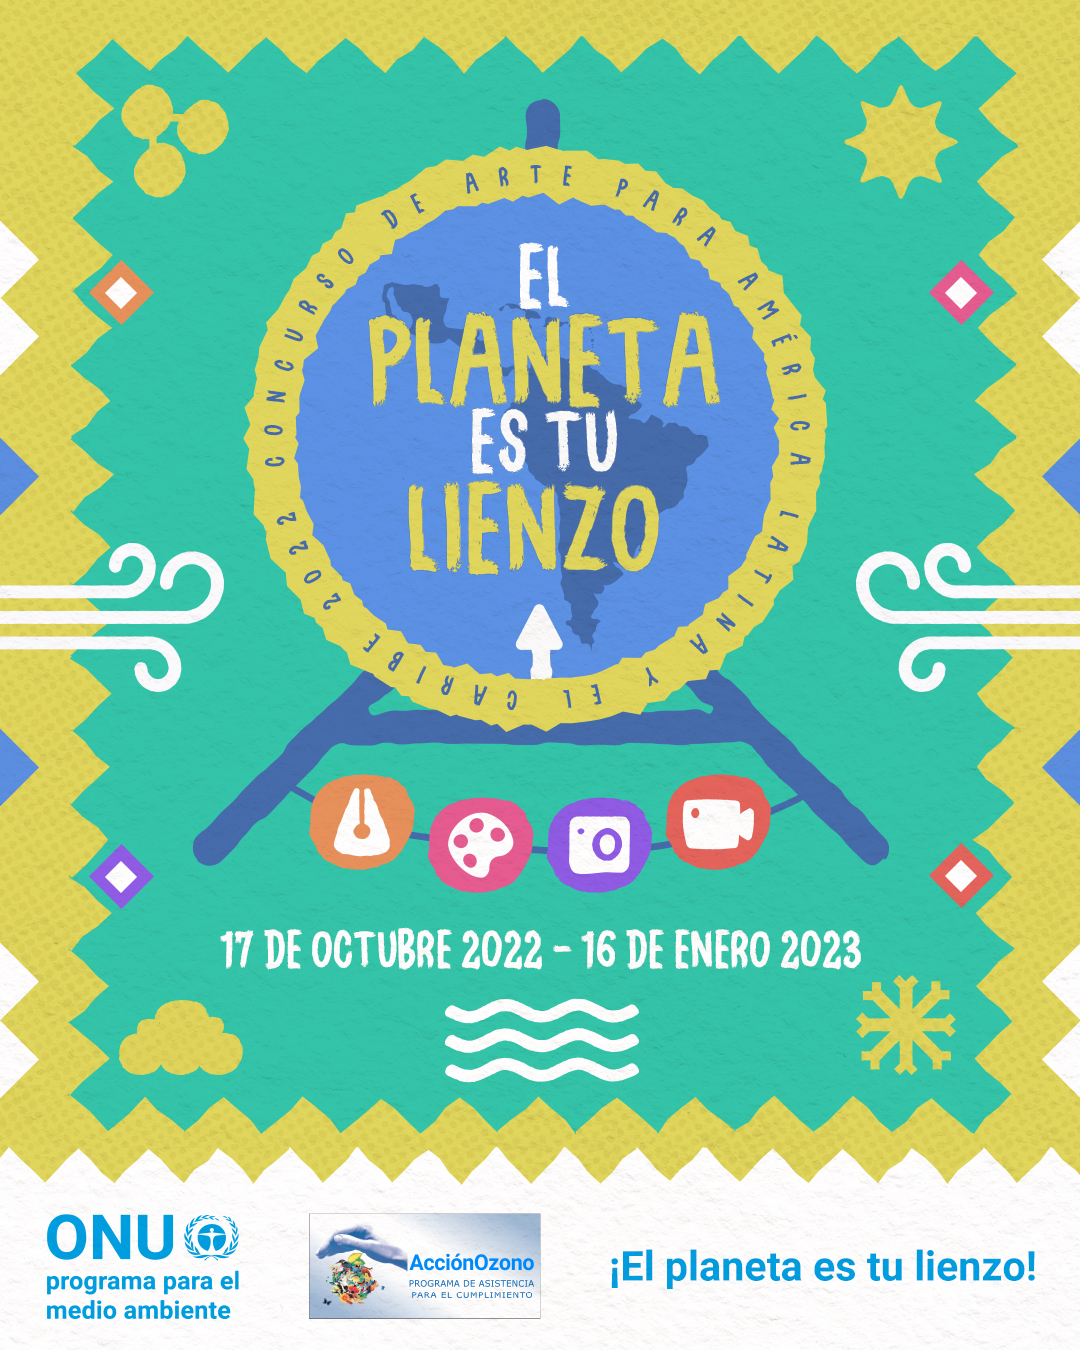 CONCURSO DE ARTE PARA AMÉRICA LATINA Y EL CARIBE 2022
EL
PLANETA
ES TU
LIENZO
17 DE OCTUBRE 2022 - 16 DE ENERO 2023
ONU
programa para el
medio ambiente
AcciónOzono
PROGRAMA DE ASISTENCIA
PARA EL CUMPLIMIENTO
¡El planeta es tu lienzo!